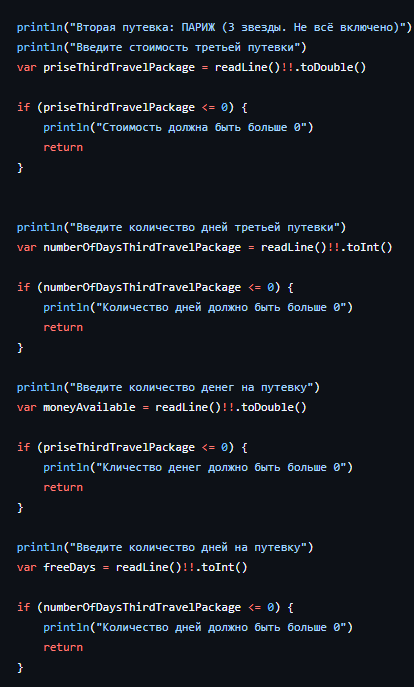 println("Вторая путевка: ПАРИЖ (3 звезды. Не всё включено)")
println("Введите стоимость третьей путевки")
var priseThirdTravelPackage = readLine()!!.toDouble()
if (priseThirdTravelPackage <= 0) {
println("Стоимость должна быть больше 0")
return
}
println("Введите количество дней третьей путевки")
var numberOfDaysThirdTravelPackage = readLine()!!.toInt()
if (numberOfDaysThirdTravelPackage <= 0) {
println("Количество дней должно быть больше 0")
return
}
println("Введите количество денег на путевку")
var moneyAvailable = readLine()!!.toDouble()
if (priseThirdTravelPackage <= 0) {
println("Кличество денег должно быть больше 0")
return
}
println("Введите количество дней на путевку")
var freeDays = readLine()!!.toInt()
if (numberOfDaysThirdTravelPackage <= 0) {
println("Количество дней должно быть больше 0")
return
}